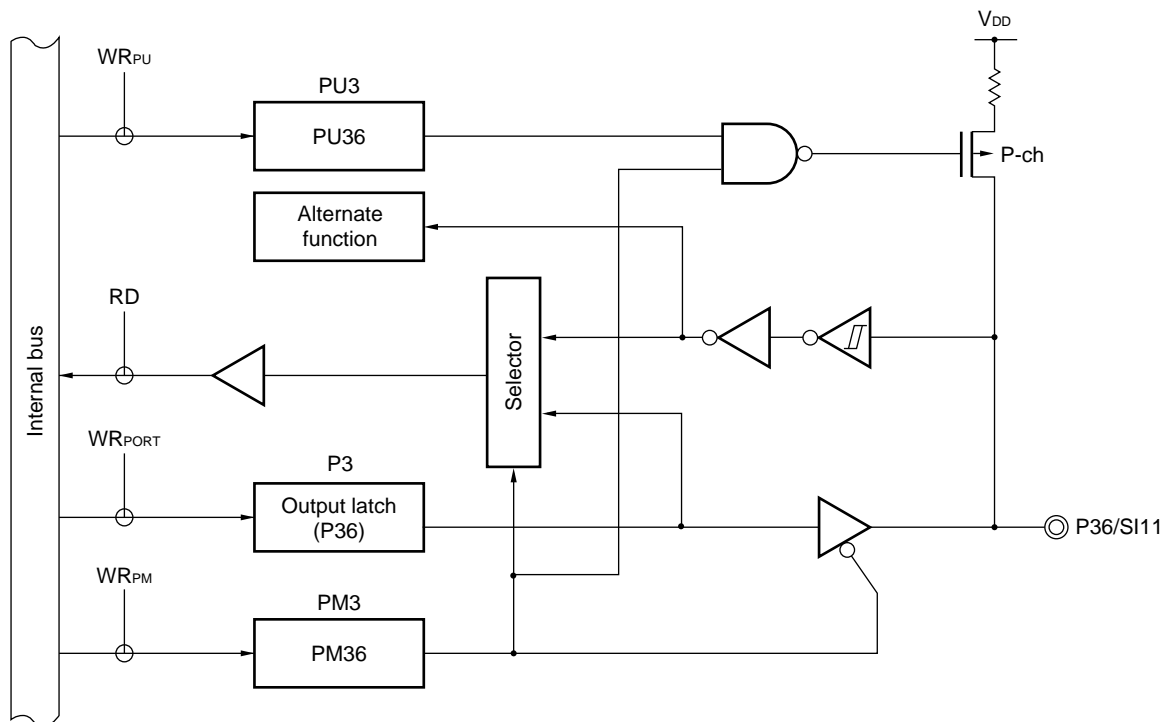 VDD
WRPU
PU3
PU36
P-ch
Alternate
function
RD
Internal bus
Selector
WRPORT
P3
Output latch
(P36)
P36/SI11
WRPM
PM3
PM36